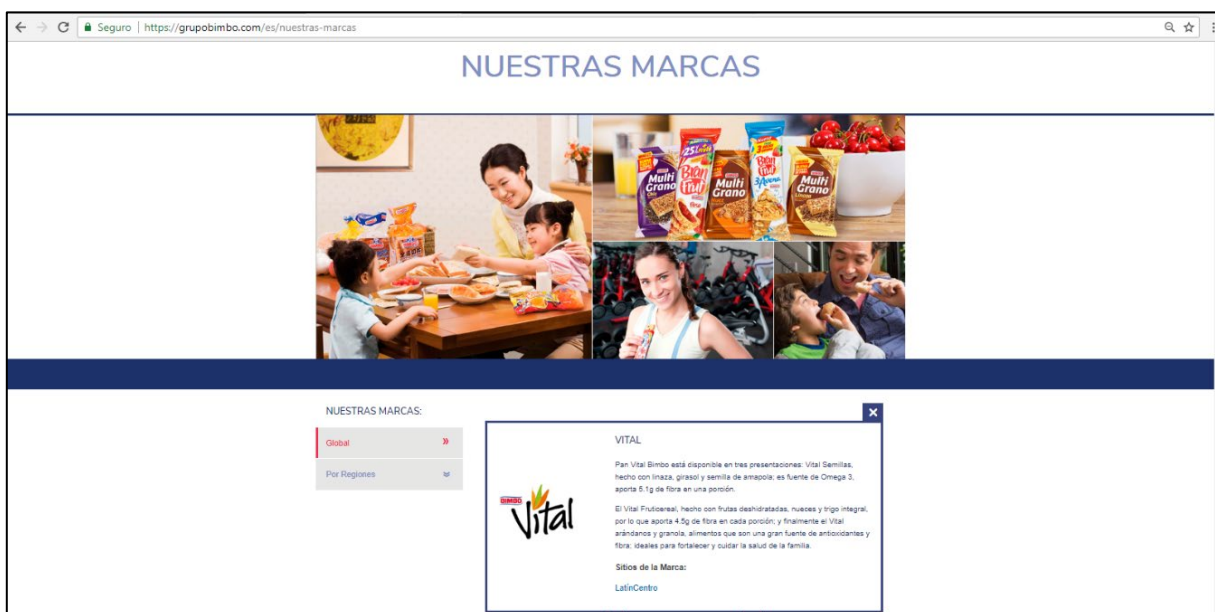 Seguro | https://grupobimbo.com/es/nuestras-marcas
NUESTRAS MARCAS
Multi
Grano
Bran
Frut
Multi
Grano
Bran
Frut
Multi
Grano
NUESTRAS MARCAS:
Global
Por Regiones
BIMBO
Vital
VITAL
Pan Vital Bimbo está disponible en tres presentaciones: Vital Semillas,
hecho con linaza, girasol y semilla de amapola; es fuente de Omega 3,
aporta 5.1g de fibra en una porción.
El Vital Fruticereal, hecho con frutas deshidratadas, nueces y trigo integral,
por lo que aporta 4.5g de fibra en cada porción; y finalmente el Vital
arándanos y granola, alimentos que son una gran fuente de antioxidantes y
fibra; ideales para fortalecer y cuidar la salud de la familia.
Sitios de la Marca:
LatinCentro